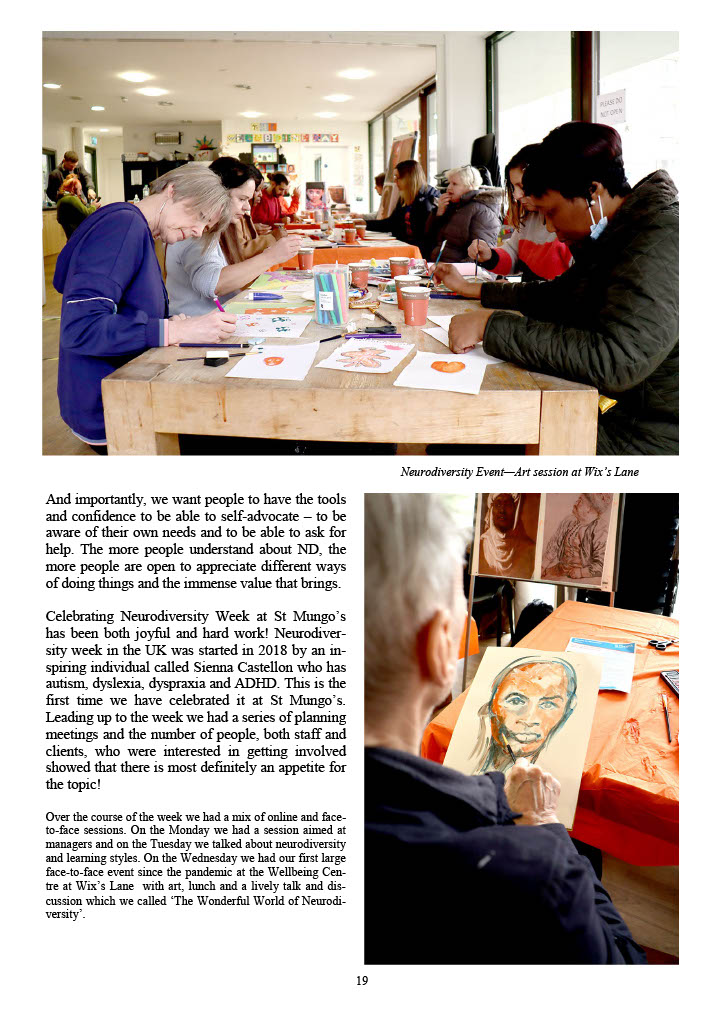 PLEASE DO
NOT OPEN
Neurodiversity Event—Art session at Wix’s Lane
And importantly, we want people to have the tools
and confidence to be able to self-advocate – to be
aware of their own needs and to be able to ask for
help. The more people understand about ND, the
more people are open to appreciate different ways
of doing things and the immense value that brings.
Celebrating Neurodiversity Week at St Mungo’s
has been both joyful and hard work! Neurodiver-
sity week in the UK was started in 2018 by an in-
spiring individual called Sienna Castellon who has
autism, dyslexia, dyspraxia and ADHD. This is the
first time we have celebrated it at St Mungo’s.
Leading up to the week we had a series of planning
meetings and the number of people, both staff and
clients, who were interested in getting involved
showed that there is most definitely an appetite for
the topic!
Over the course of the week we had a mix of online and face-
to-face sessions. On the Monday we had a session aimed at
managers and on the Tuesday we talked about neurodiversity
and learning styles. On the Wednesday we had our first large
face-to-face event since the pandemic at the Wellbeing Cen-
tre at Wix’s Lane with art, lunch and a lively talk and dis-
cussion which we called ‘The Wonderful World of Neurodi-
versity’.
19